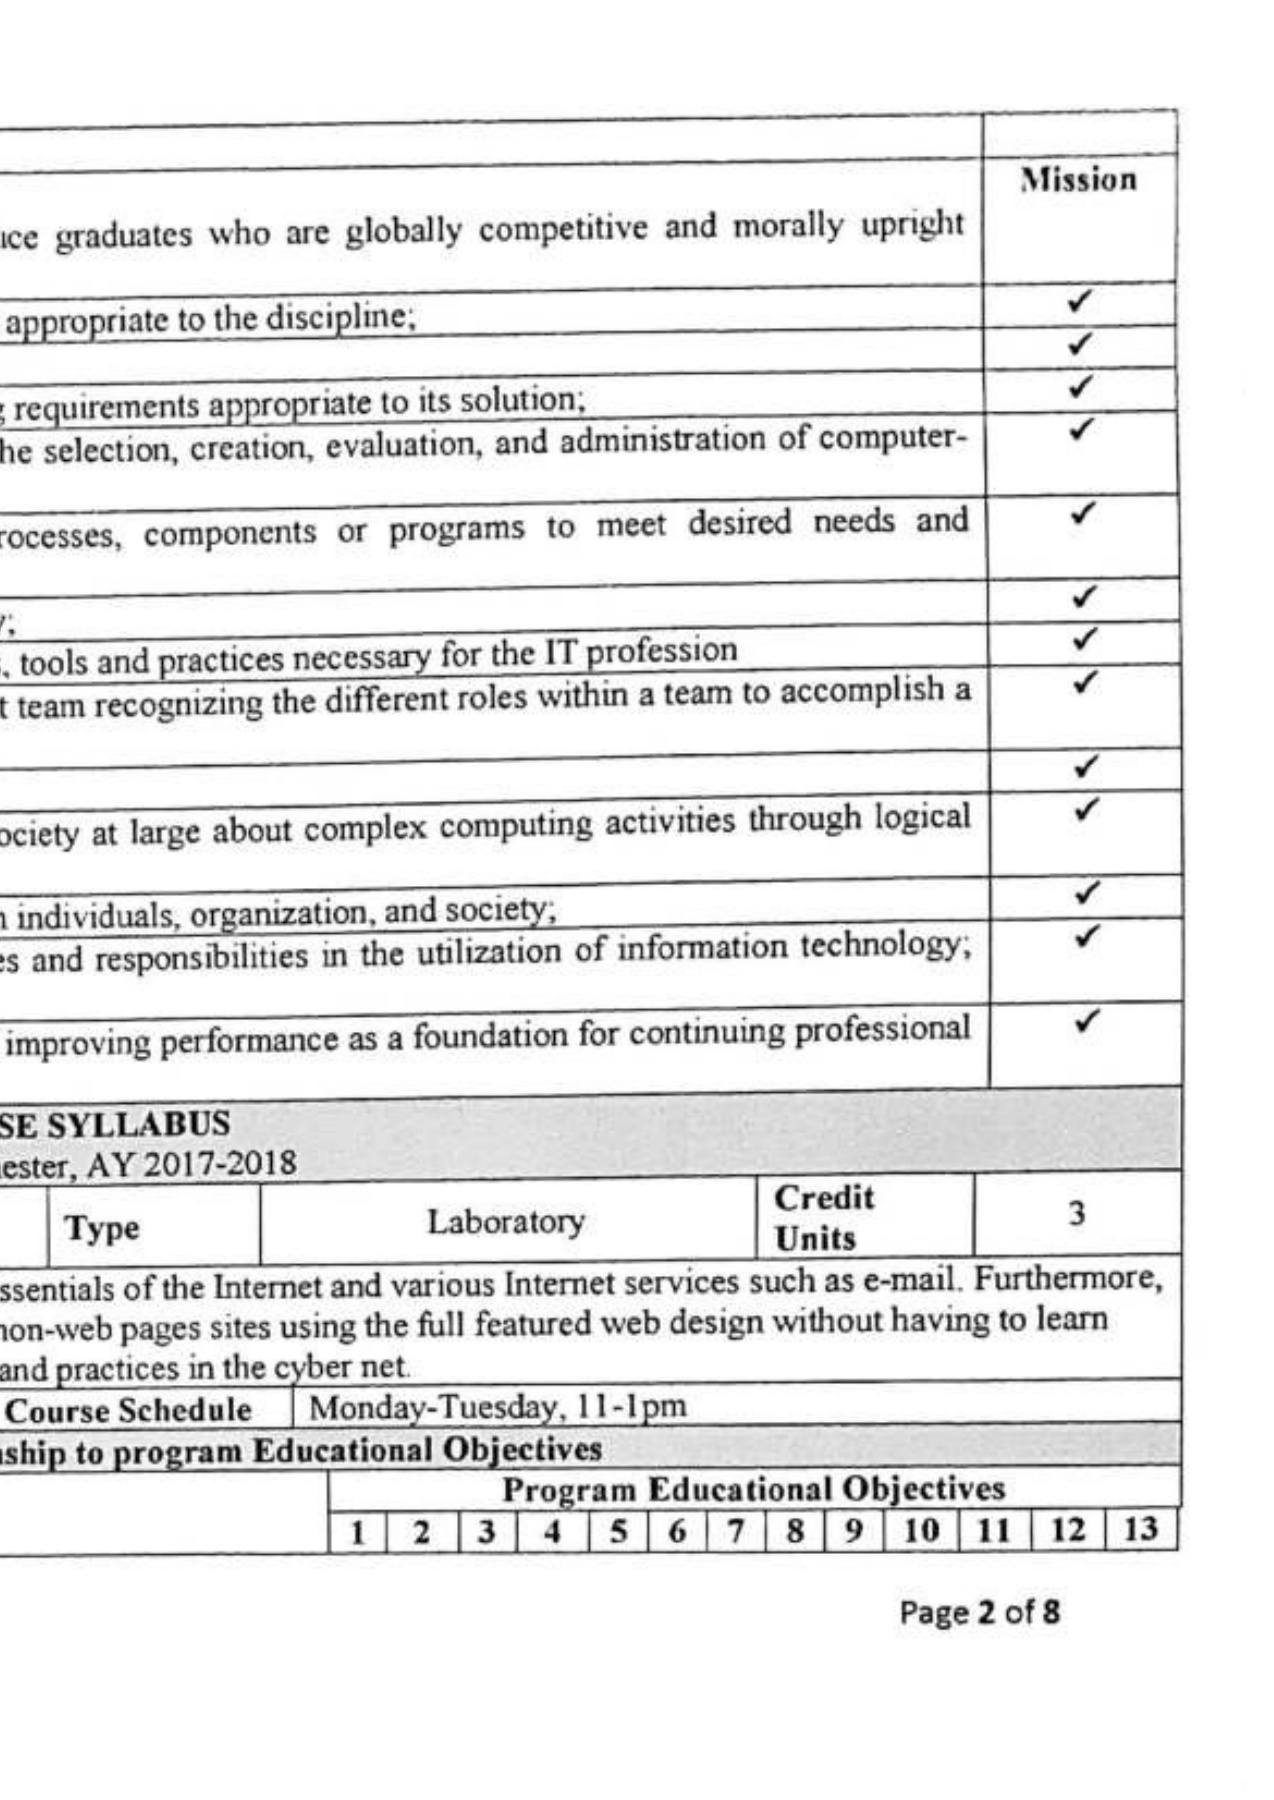 Mission
graduates who are globally competitive and morally upright
appropriate to the discipline; ✓
✓
requirements appropriate to its solution; ✓
he selection, creation, evaluation, and administration of computer- ✓
rocesses, components or programs to meet desired needs and ✓
✓
, tools and practices necessary for the IT profession ✓
t team recognizing the different roles within a team to accomplish a ✓
✓
ociety at large about complex computing activities through logical ✓
individuals, organization, and society; ✓
es and responsibilities in the utilization of information technology; ✓
improving performance as a foundation for continuing professional ✓
SE SYLLABUS
ester, AY 2017-2018
Type Laboratory Credit Units 3
ssentials of the Internet and various Internet services such as e-mail. Furthermore,
non-web pages sites using the full featured web design without having to learn
and practices in the cyber net.
Course Schedule Monday-Tuesday, 11-1pm
ship to program Educational Objectives
Program Educational Objectives
1 2 3 4 5 6 7 8 9 10 11 12 13
Page 2 of 8